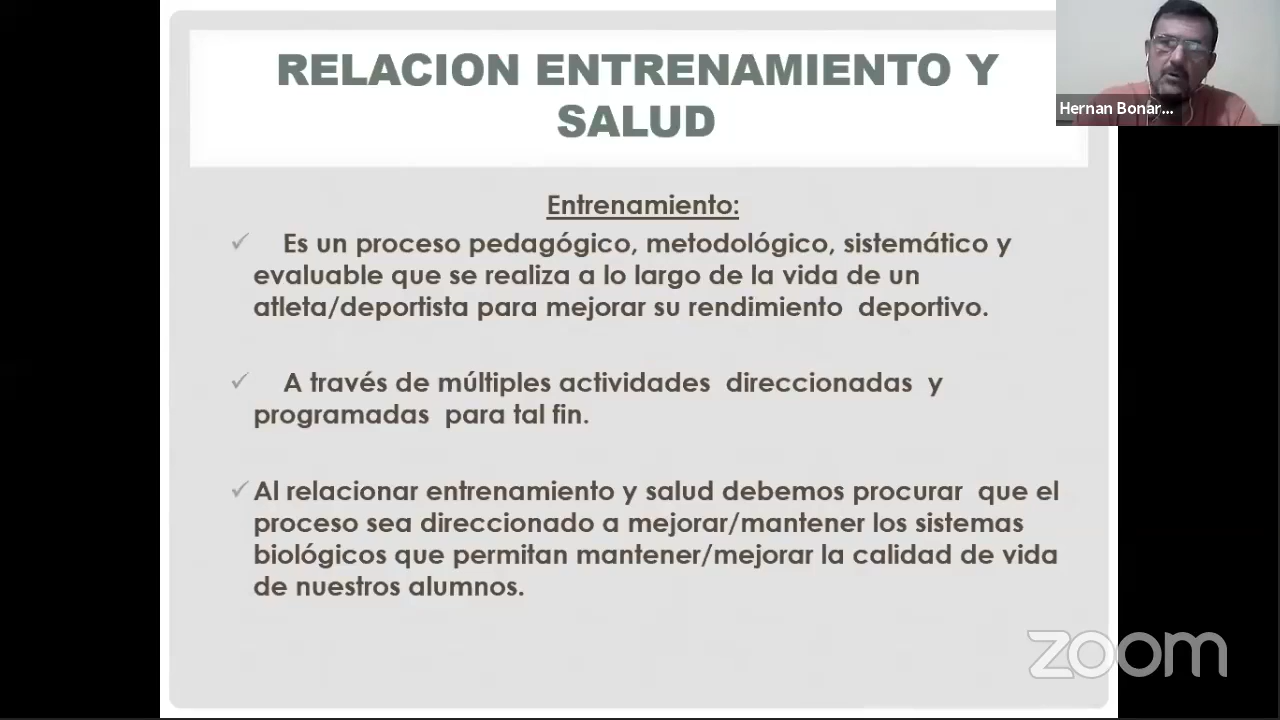 RELACION ENTRENAMIENTO Y
SALUD
Hernan Bonar...
Entrenamiento:
✓ Es un proceso pedagógico, metodológico, sistemático y
evaluable que se realiza a lo largo de la vida de un
atleta/deportista para mejorar su rendimiento deportivo.
✓ A través de múltiples actividades direccionadas y
programadas para tal fin.
✓ Al relacionar entrenamiento y salud debemos procurar que el
proceso sea direccionado a mejorar/mantener los sistemas
biológicos que permitan mantener/mejorar la calidad de vida
de nuestros alumnos.
zoom